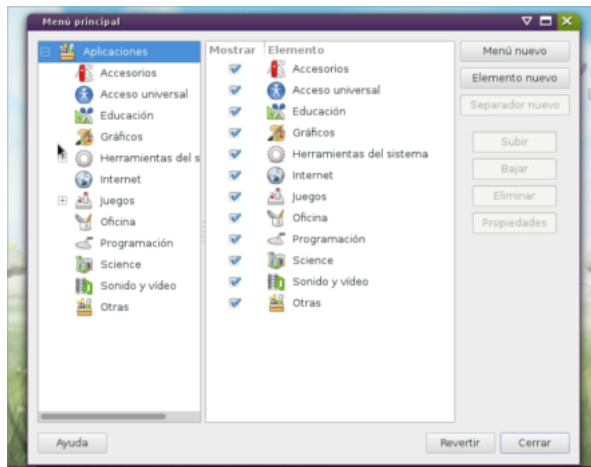 Menú principal
Aplicaciones
Accesorios
Acceso universal
Educación
Gráficos
Herramientas del s
Internet
Juegos
Oficina
Programación
Science
Sonido y vídeo
Otras
Mostrar Elemento
Accesorios
Acceso universal
Educación
Gráficos
Herramientas del sistema
Internet
Juegos
Oficina
Programación
Science
Sonido y vídeo
Otras
Menú nuevo
Elemento nuevo
Separador nuevo
Subir
Bajar
Eliminar
Propiedades
Ayuda
Revertir
Cerrar